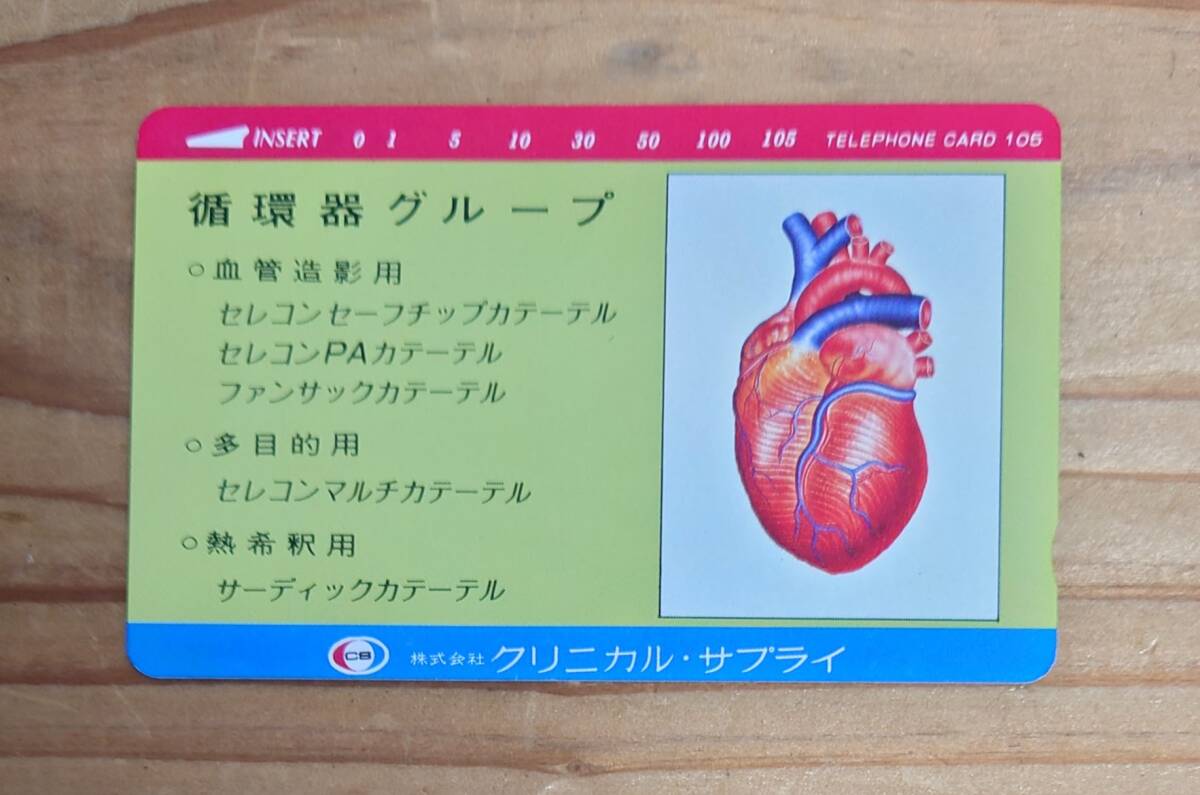 INSERT 0 1 5 10 30 50 100 105 TELEPHONE CARD 105
循環器グループ
○血管造影用
セレコンセーフチップカテーテル
セレコンPAカテーテル
ファンサックカテーテル
○多目的用
セレコンマルチカテーテル
○熱希釈用
サーディックカテーテル
CS 株式会社 クリニカル・サプライ